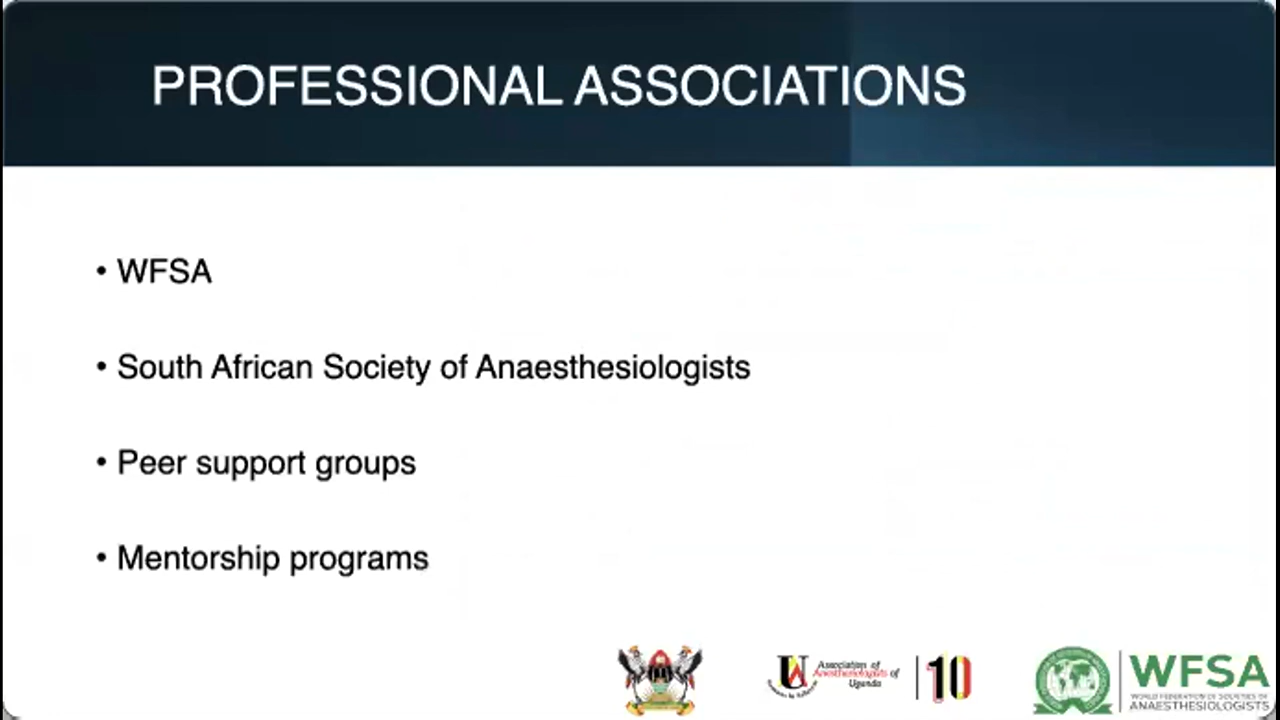 PROFESSIONAL ASSOCIATIONS
• WFSA
• South African Society of Anaesthesiologists
• Peer support groups
• Mentorship programs
Association of
Anesthesiologists of
Uganda
10
WFSA
WORLD FEDERATION OF SOCIETIES OF
ANAESTHESIOLOGISTS